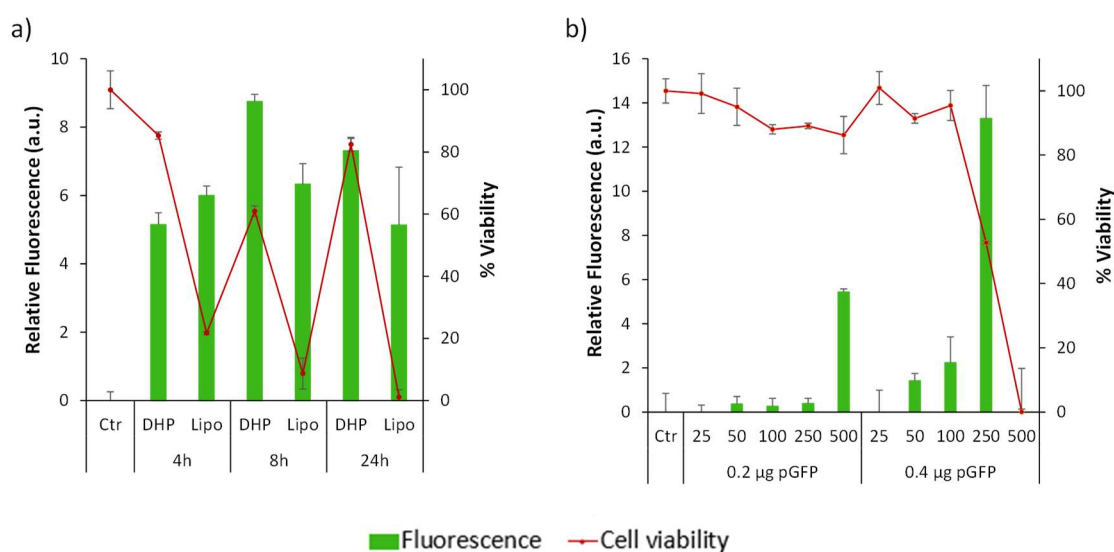 a)
Relative Fluorescence (a.u.)
10
8
6
4
2
0
100
80
60
40
20
0
% Viability
Ctr DHP Lipo DHP Lipo DHP Lipo
4h 8h 24h
b)
Relative Fluorescence (a.u.)
16
14
12
10
8
6
4
2
0
100
80
60
40
20
0
% Viability
Ctr 25 50 100 250 500 25 50 100 250 500
0.2 μg pGFP 0.4 μg pGFP
Fluorescence Cell viability